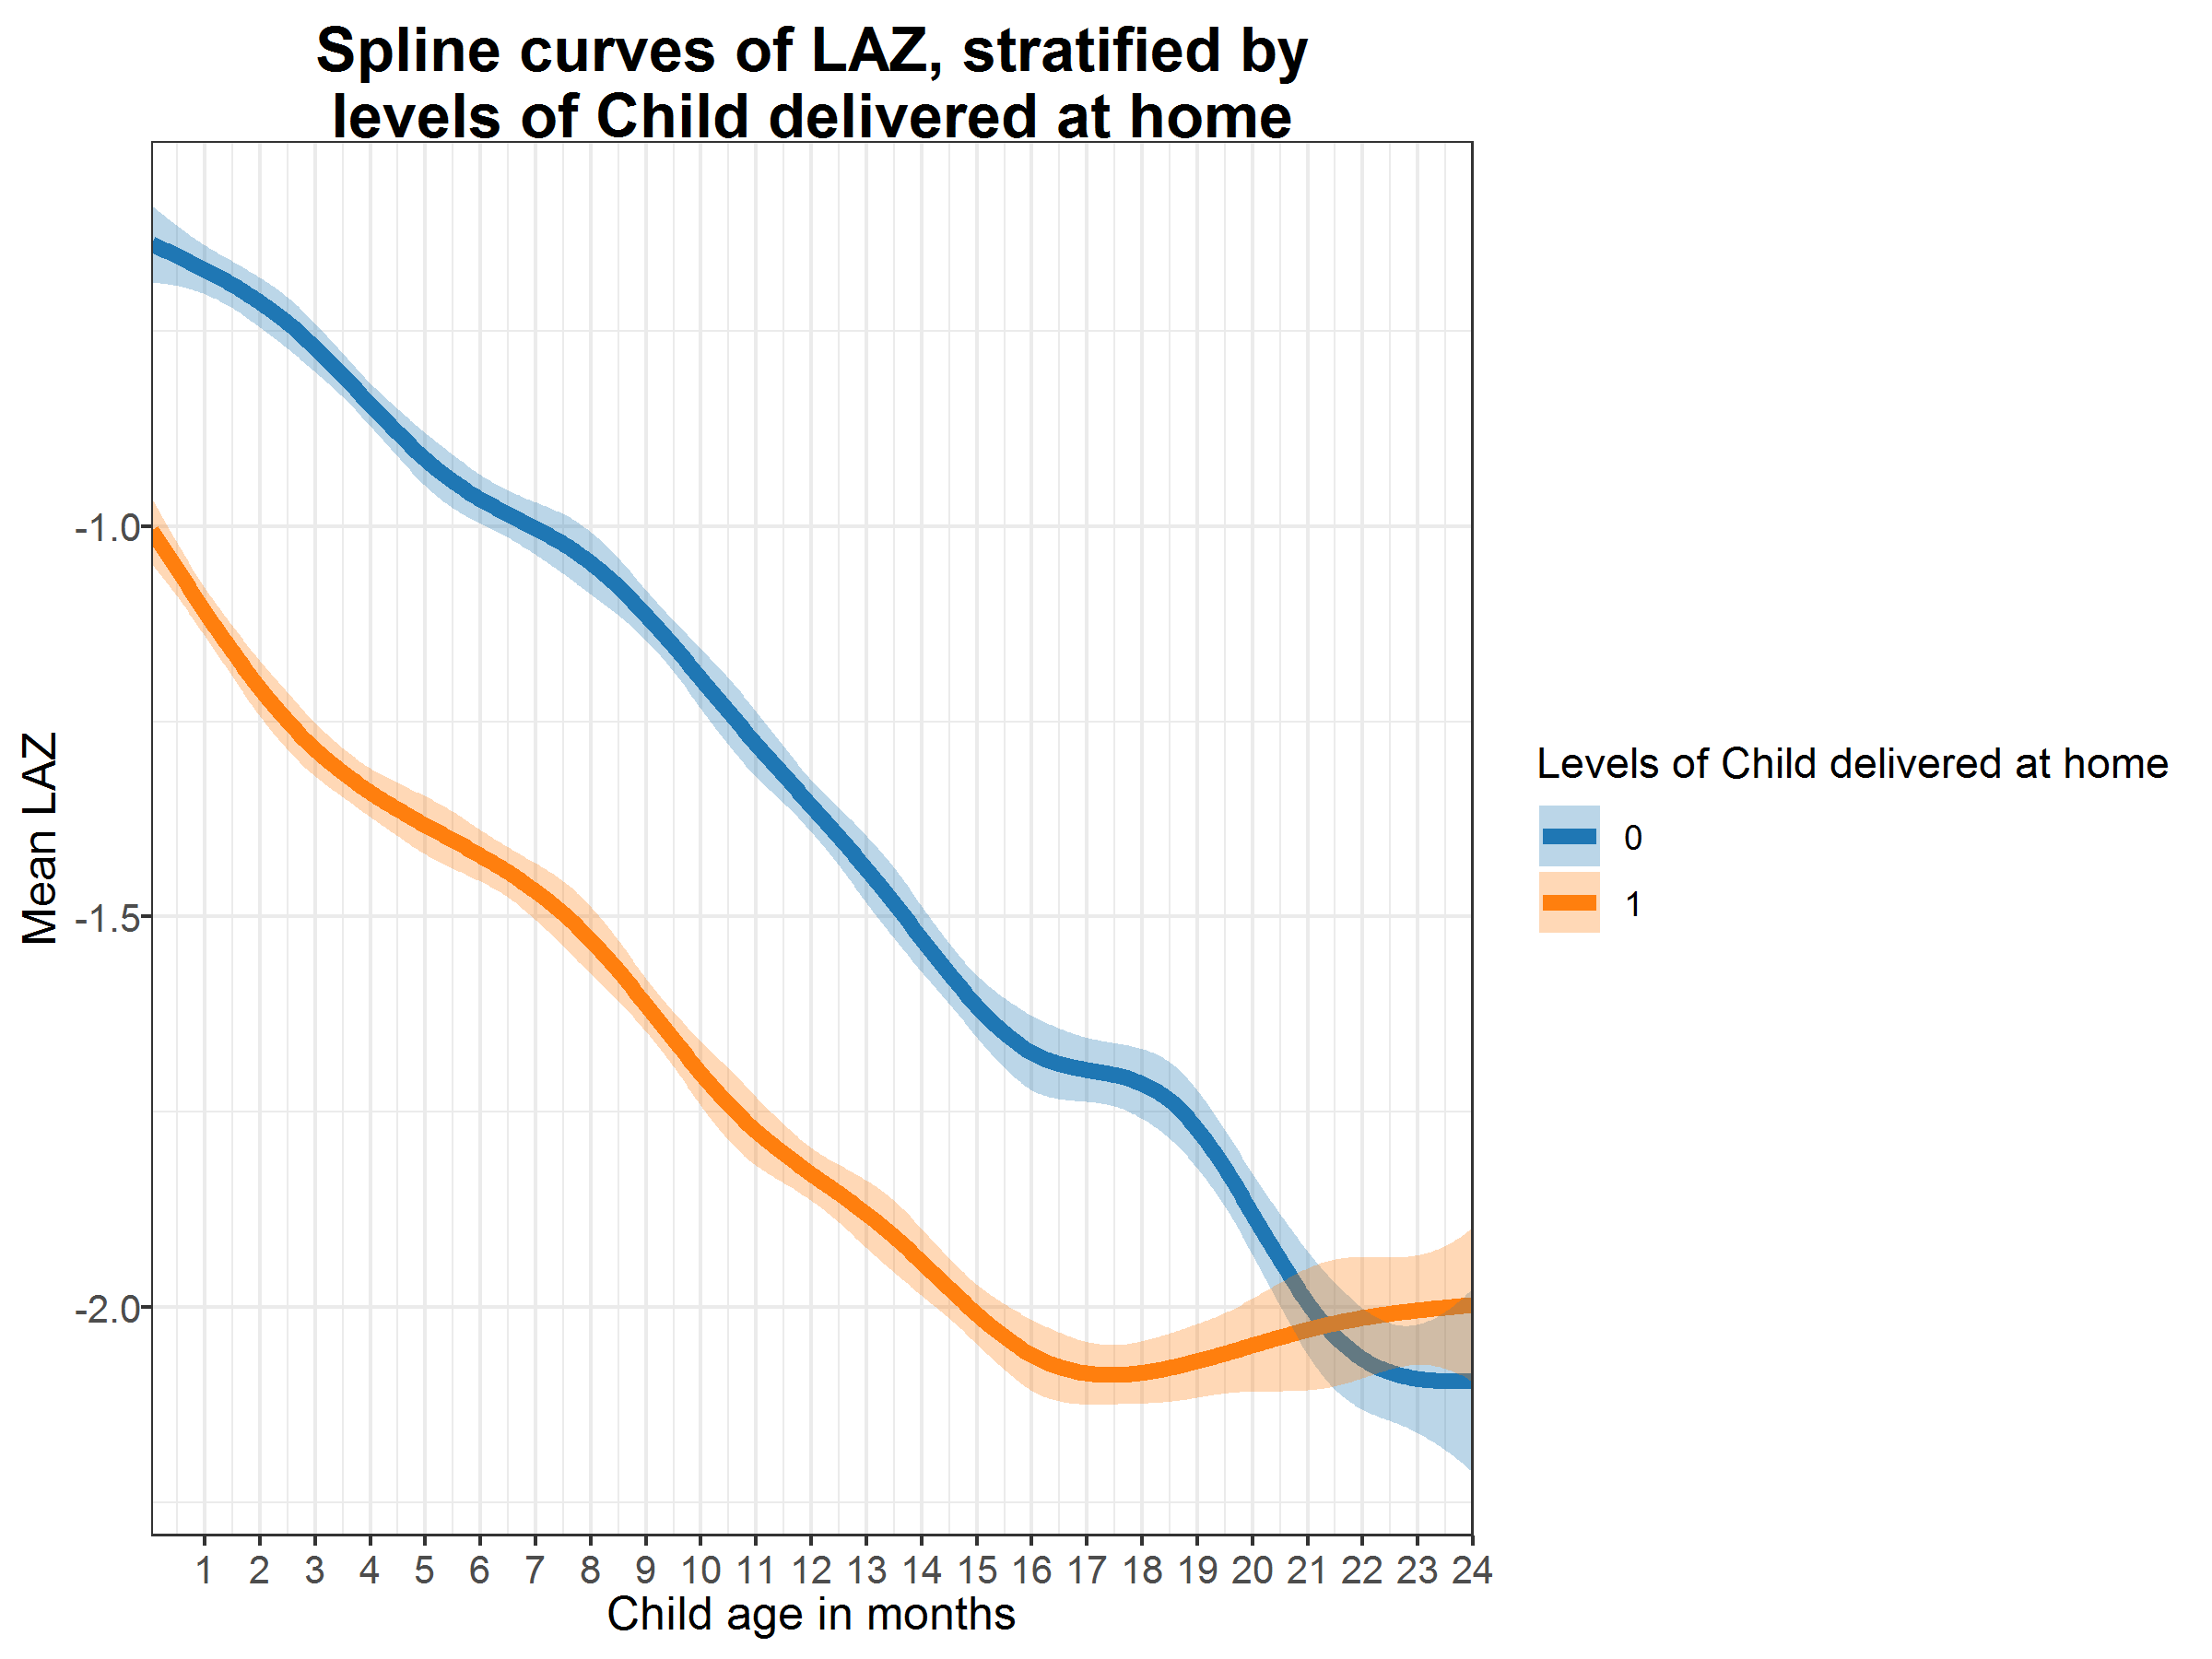 Spline curves of LAZ, stratified by
levels of Child delivered at home
Mean LAZ
-1.0
-1.5
-2.0
1 2 3 4 5 6 7 8 9 10 11 12 13 14 15 16 17 18 19 20 21 22 23 24
Child age in months
Levels of Child delivered at home
0
1